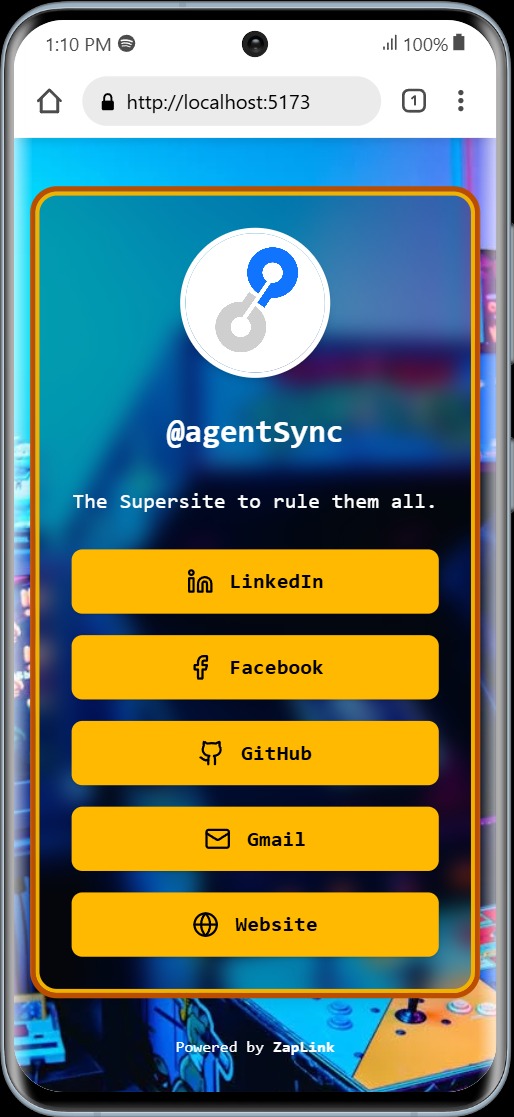 1:10 PM
100%
http://localhost:5173
1
@agentSync
The Supersite to rule them all.
LinkedIn
Facebook
GitHub
Gmail
Website
Powered by ZapLink